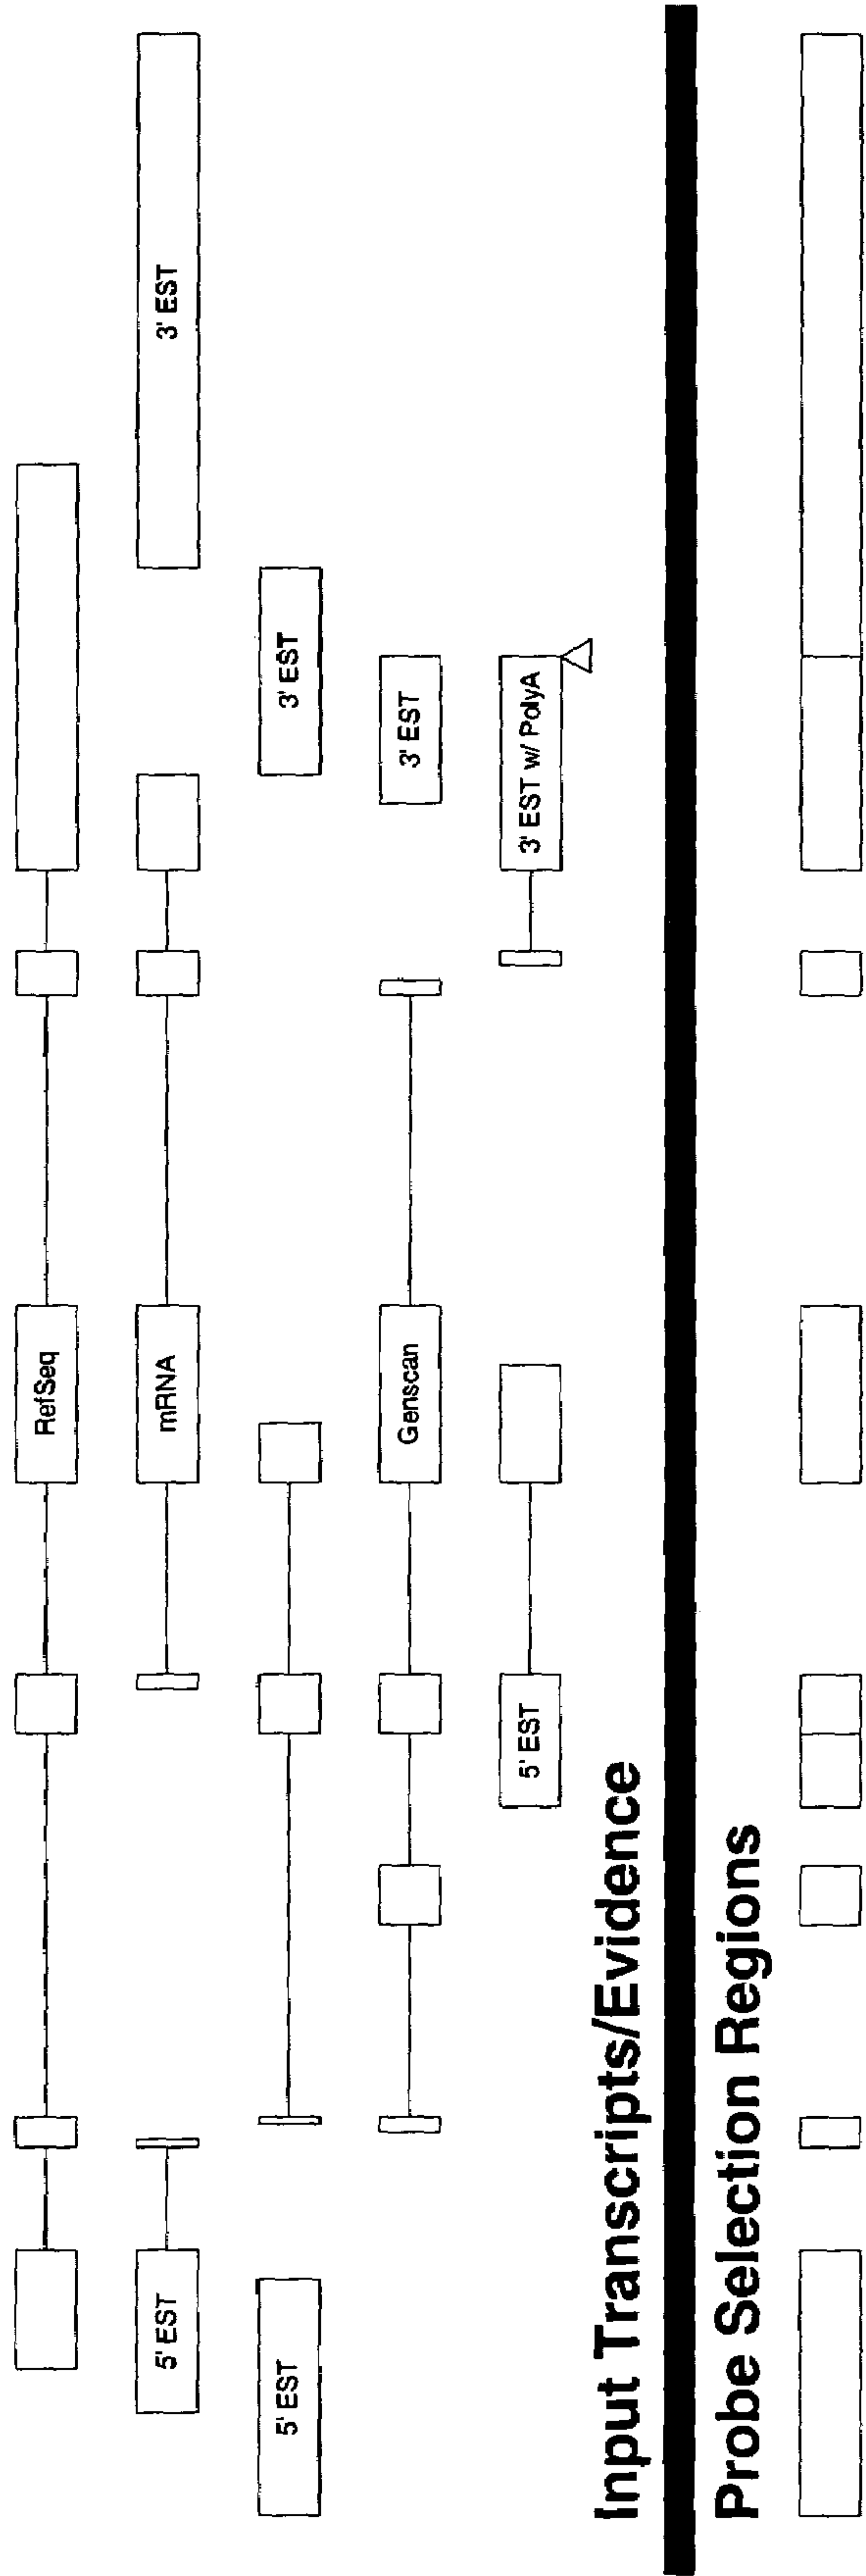 RefSeq
5' EST
mRNA
3' EST
5' EST
3' EST
Genscan
3' EST
5' EST
3' EST w/ PolyA
Input Transcripts/Evidence
Probe Selection Regions